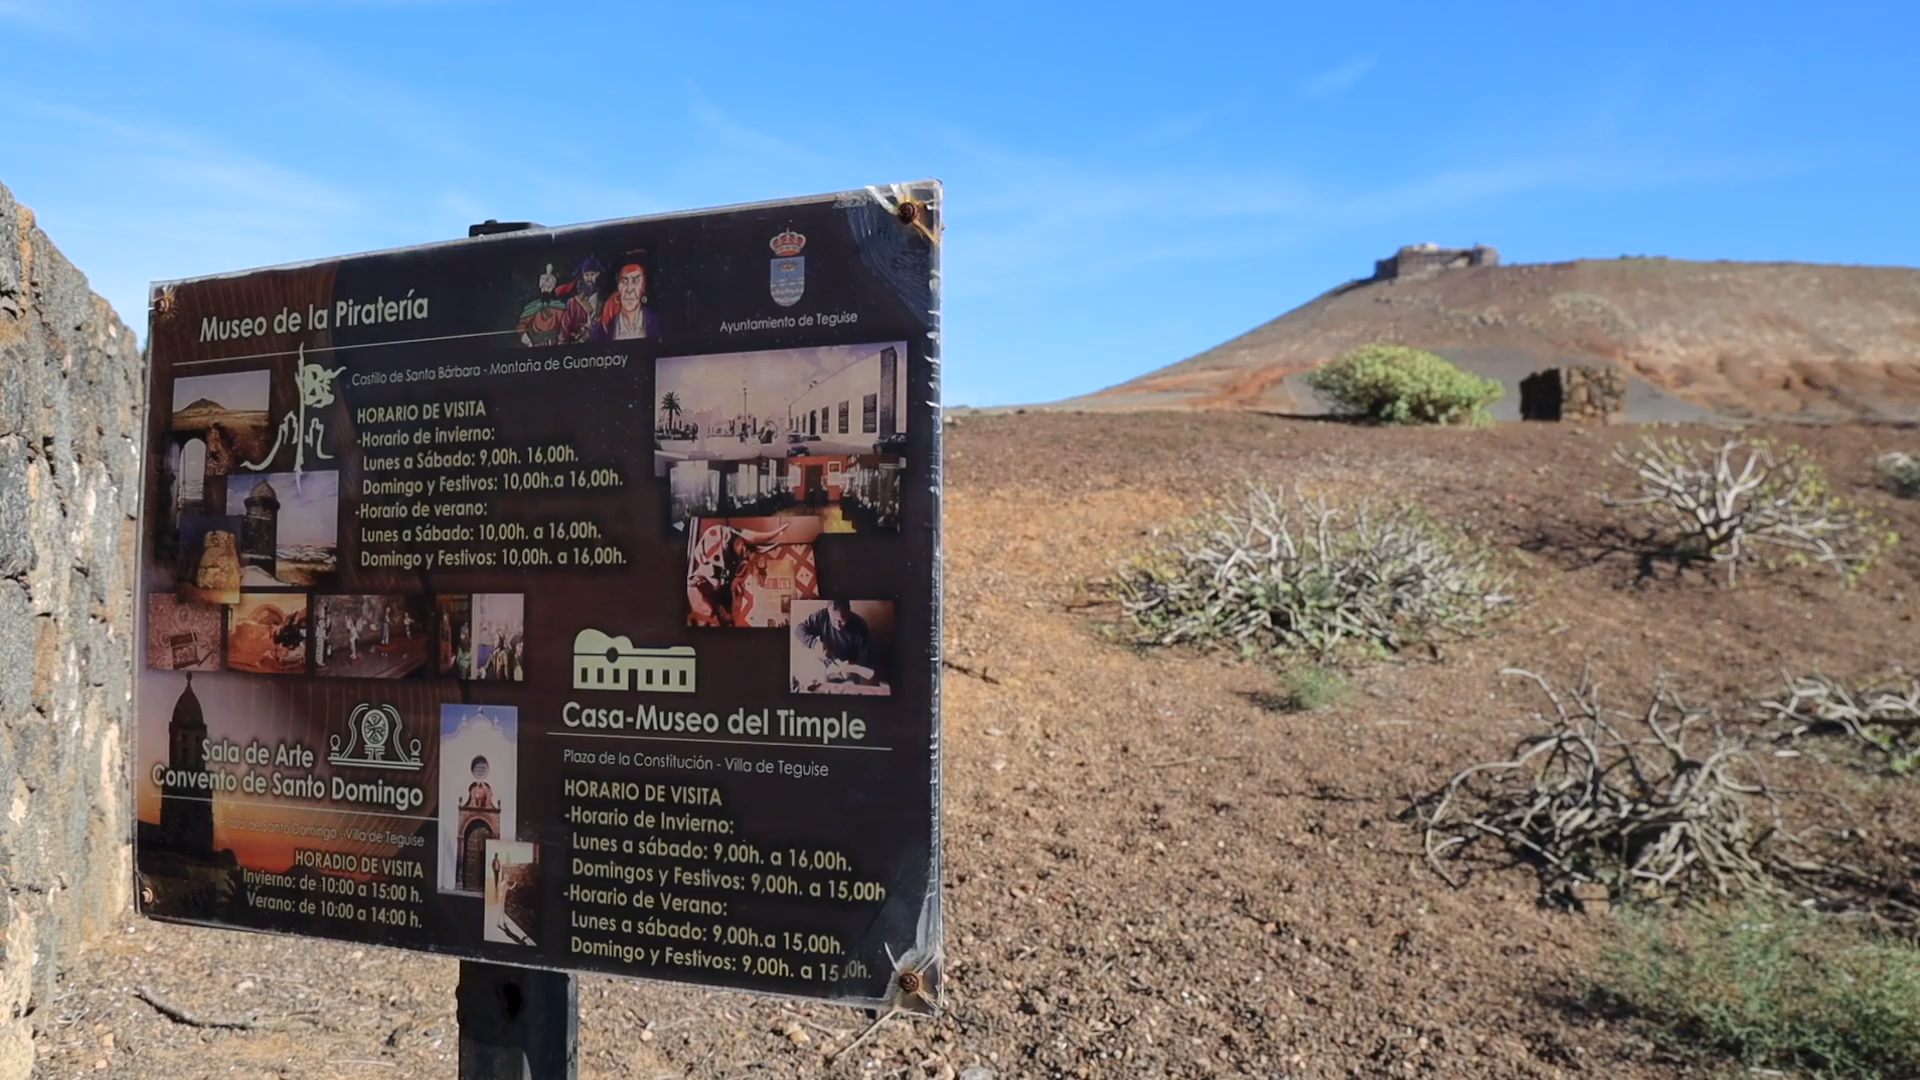 Museo de la Piratería
Ayuntamiento de Teguise
Castillo de Santa Bárbara - Montaña de Guanapay
HORARIO DE VISITA
-Horario de invierno:
Lunes a Sábado: 9,00h. 16,00h.
Domingo y Festivos: 10,00h.a 16,00h.
-Horario de verano:
Lunes a Sábado: 10,00h. a 16,00h.
Domingo y Festivos: 10,00h. a 16,00h.
Sala de Arte
Convento de Santo Domingo
de Santo Domingo - Villa de Teguise
HORADIO DE VISITA
Invierno: de 10:00 a 15:00 h.
Verano: de 10:00 a 14:00 h.
Casa-Museo del Timple
Plaza de la Constitución - Villa de Teguise
HORARIO DE VISITA
-Horario de Invierno:
Lunes a sábado: 9,00h. a 16,00h.
Domingos y Festivos: 9,00h. a 15,00h
-Horario de Verano:
Lunes a sábado: 9,00h.a 15,00h.
Domingo y Festivos: 9,00h. a 15 00h.